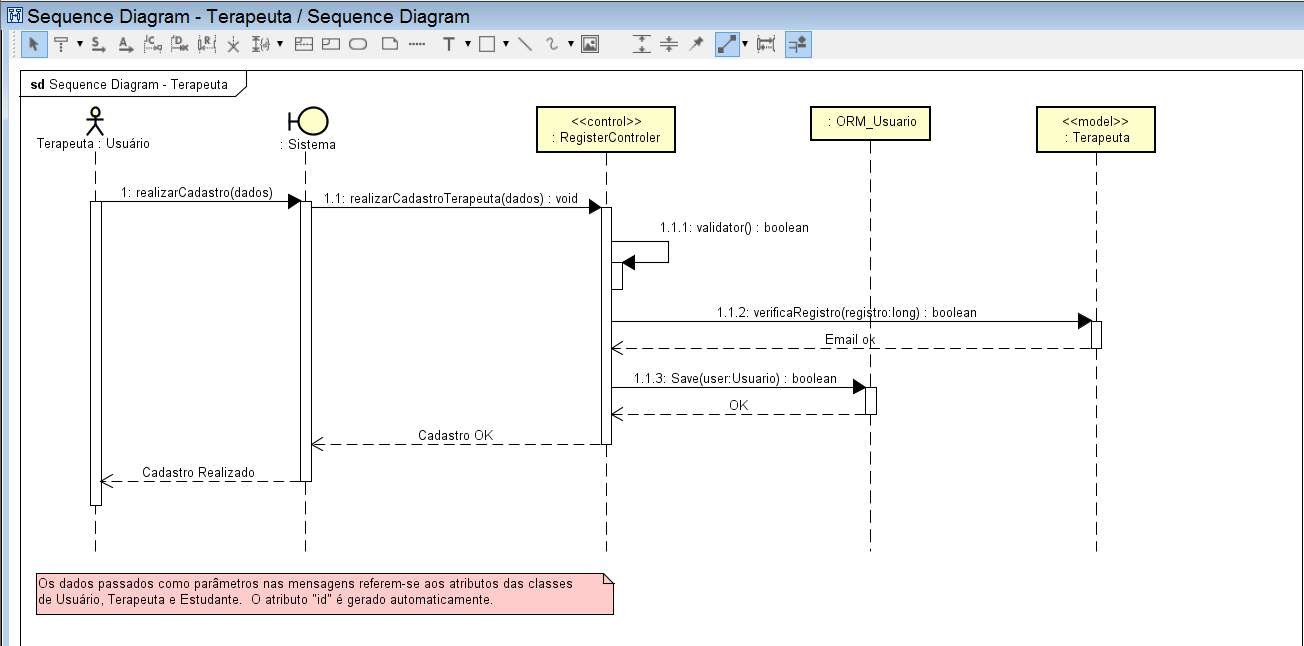 Sequence Diagram - Terapeuta / Sequence Diagram
sd Sequence Diagram - Terapeuta
Terapeuta : Usuário
: Sistema
<<control>>
: RegisterControler
: ORM_Usuario
<<model>>
: Terapeuta
1: realizarCadastro(dados)
1.1: realizarCadastroTerapeuta(dados) : void
1.1.1: validator() : boolean
1.1.2: verificaRegistro(registro:long) : boolean
Email ok
1.1.3: Save(user:Usuario) : boolean
OK
Cadastro OK
Cadastro Realizado
Os dados passados como parâmetros nas mensagens referem-se aos atributos das classes
de Usuário, Terapeuta e Estudante.  O atributo "id" é gerado automaticamente.